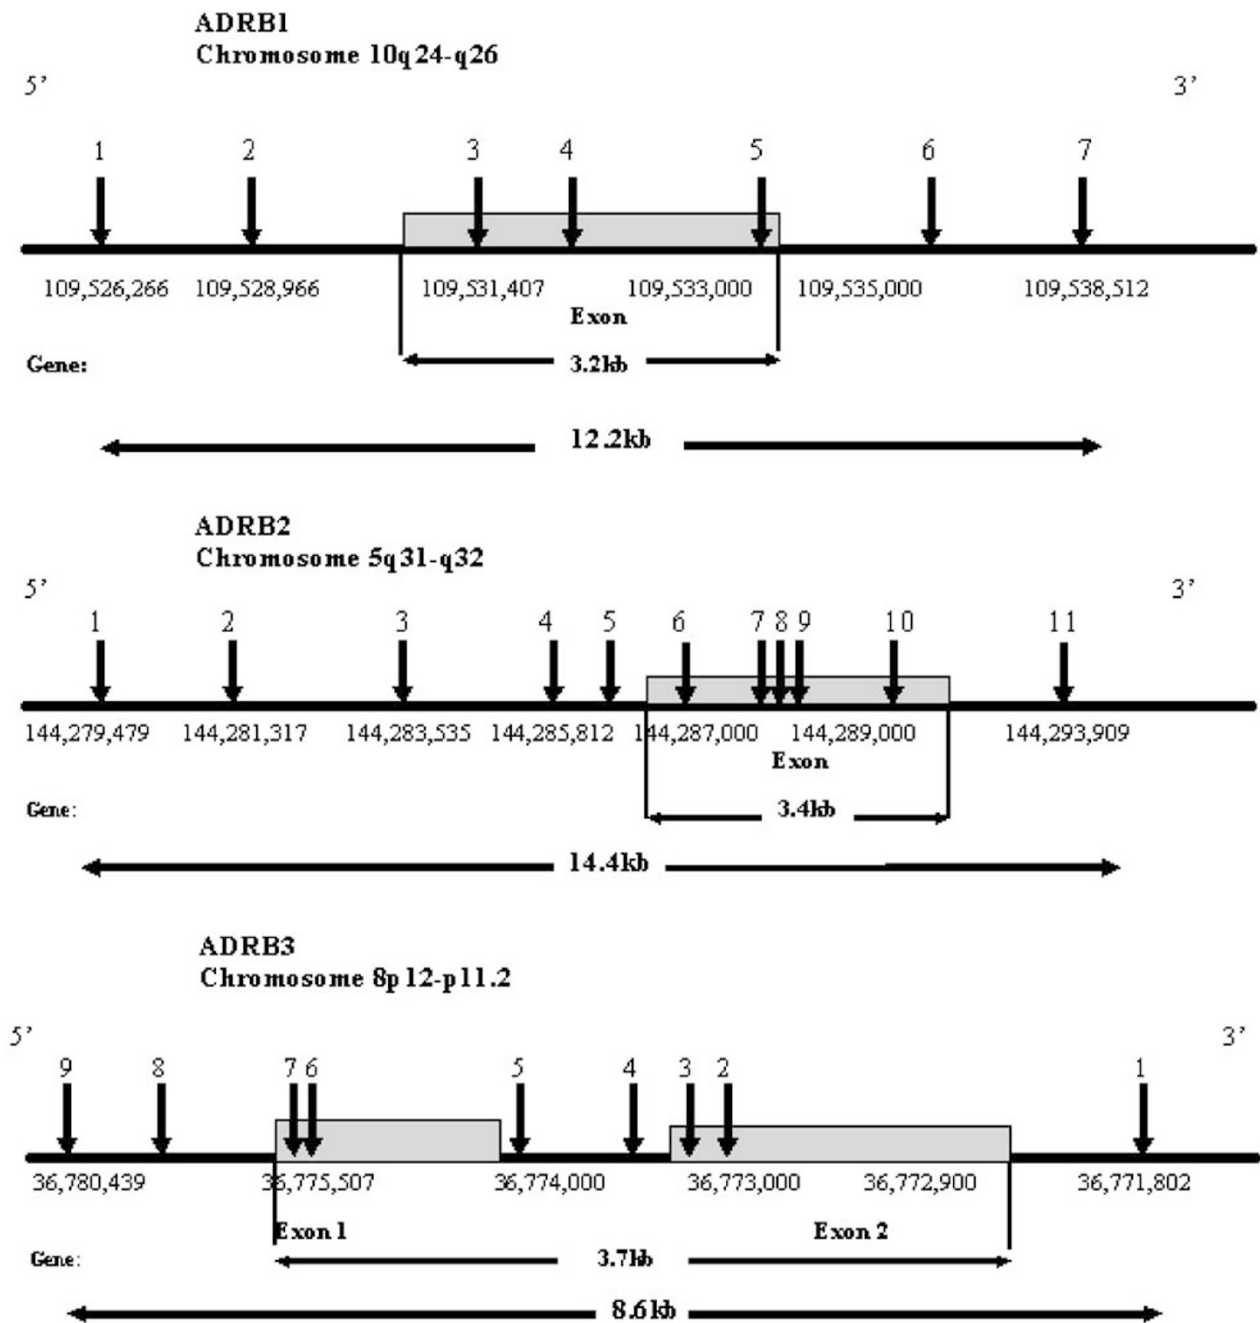 ADRB1
Chromosome 10q24-q26
5’ 3’
1 2 3 4 5 6 7
109,526,266 109,528,966 109,531,407 109,533,000 109,535,000 109,538,512
Exon
Gene: 3.2kb
12.2kb
ADRB2
Chromosome 5q31-q32
5’ 3’
1 2 3 4 5 6 7 8 9 10 11
144,279,479 144,281,317 144,283,535 144,285,812 144,287,000 144,289,000 144,293,909
Exon
Gene: 3.4kb
14.4kb
ADRB3
Chromosome 8p12-p11.2
5’ 3’
9 8 7 6 5 4 3 2 1
36,780,439 36,775,507 36,774,000 36,773,000 36,772,900 36,771,802
Exon 1 Exon 2
Gene: 3.7kb
8.6kb